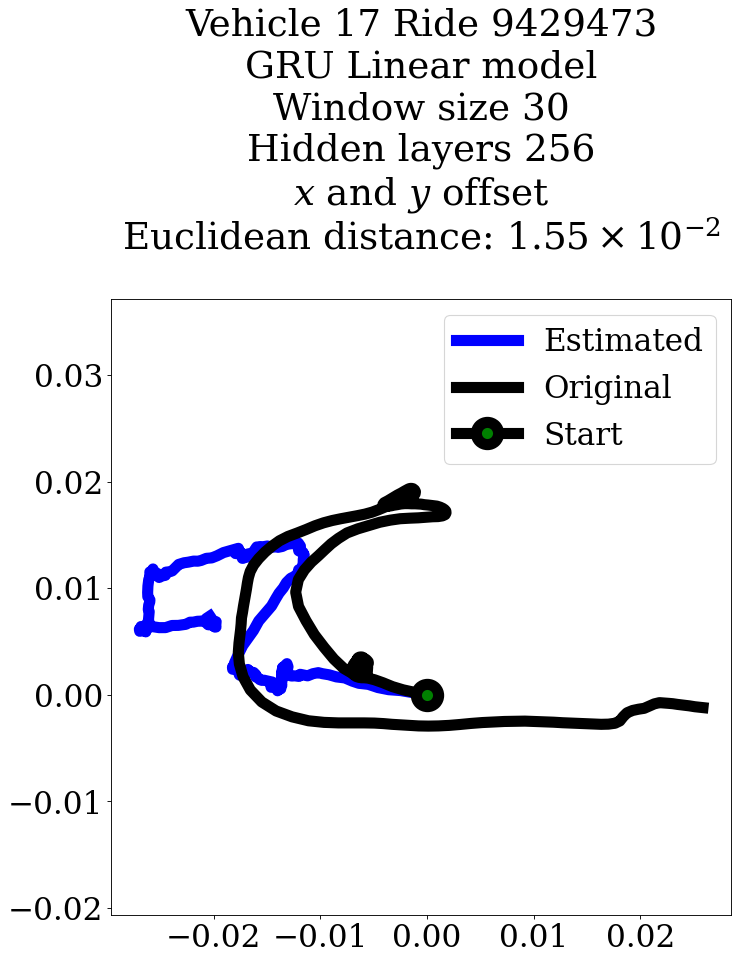 Vehicle 17 Ride 9429473
GRU Linear model
Window size 30
Hidden layers 256
x and y offset
Euclidean distance: 1.55 × 10⁻²
Estimated
Original
Start
0.03
0.02
0.01
0.00
−0.01
−0.02
−0.02 −0.01 0.00 0.01 0.02